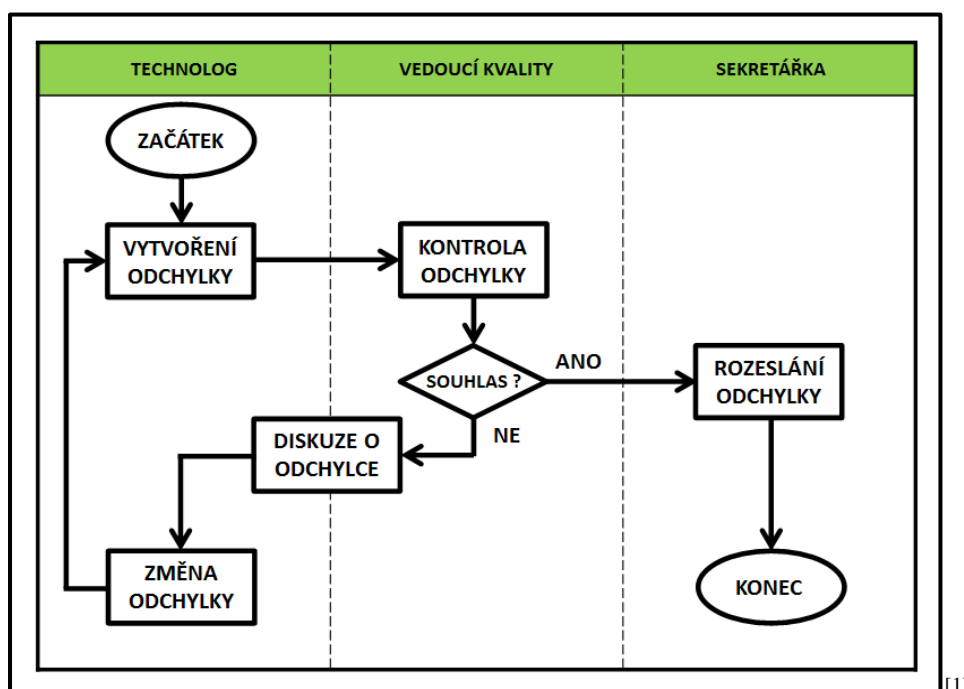 TECHNOLOG
VEDOUCÍ KVALITY
SEKRETÁŘKA
ZAČÁTEK
VYTVOŘENÍ
ODCHYLKY
KONTROLA
ODCHYLKY
SOUHLAS ?
ANO
ROZESLÁNÍ
ODCHYLKY
NE
DISKUZE O
ODCHYLCE
ZMĚNA
ODCHYLKY
KONEC
[1]